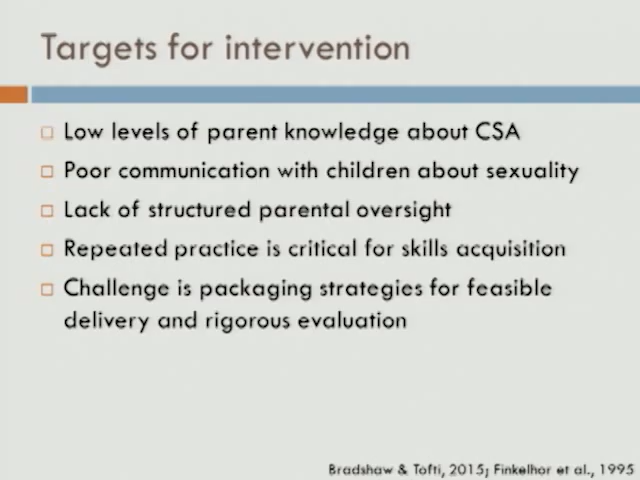 Targets for intervention
Low levels of parent knowledge about CSA
Poor communication with children about sexuality
Lack of structured parental oversight
Repeated practice is critical for skills acquisition
Challenge is packaging strategies for feasible
delivery and rigorous evaluation
Bradshaw & Tofti, 2015; Finkelhor et al., 1995